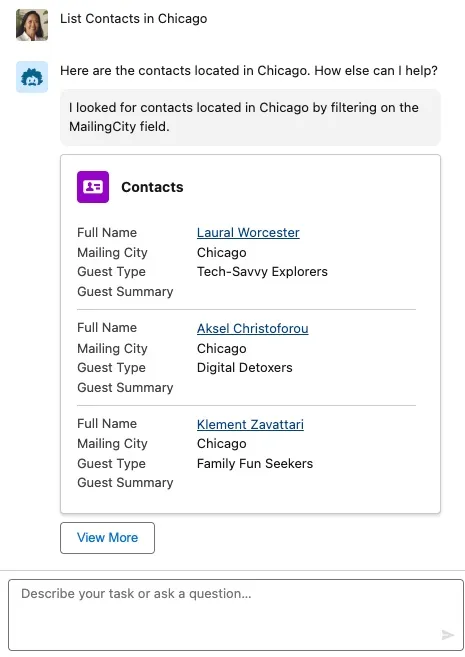 List Contacts in Chicago
Here are the contacts located in Chicago. How else can I help?
I looked for contacts located in Chicago by filtering on the
MailingCity field.
Contacts
Full Name Laural Worcester
Mailing City Chicago
Guest Type Tech-Savvy Explorers
Guest Summary
Full Name Aksel Christoforou
Mailing City Chicago
Guest Type Digital Detoxers
Guest Summary
Full Name Klement Zavattari
Mailing City Chicago
Guest Type Family Fun Seekers
Guest Summary
View More
Describe your task or ask a question...